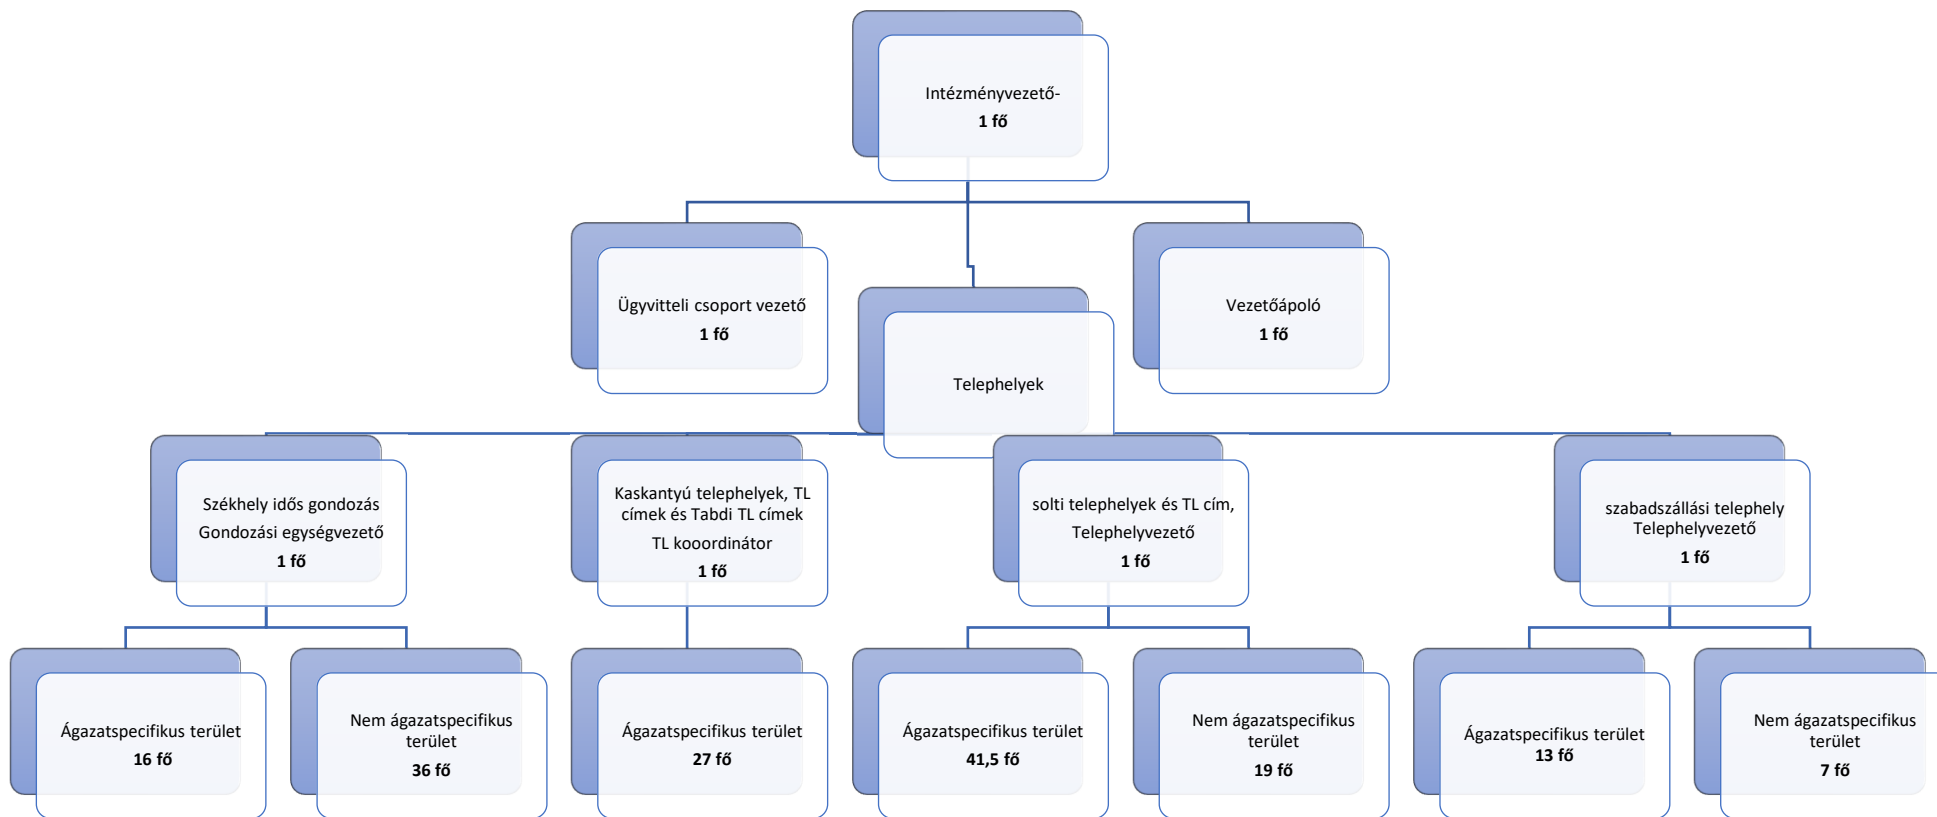 Intézményvezető-
1 fő
Ügyviteli csoport vezető
1 fő
Vezetőápoló
1 fő
Telephelyek
Székhely idős gondozás
Gondozási egységvezető
1 fő
Kaskantyú telephelyek, TL
címek és Tabdi TL címek
TL kooordinátor
1 fő
solti telephelyek és TL cím,
Telephelyvezető
1 fő
szabadszállási telephely
Telephelyvezető
1 fő
Ágazatspecifikus terület
16 fő
Nem ágazatspecifikus
terület
36 fő
Ágazatspecifikus terület
27 fő
Ágazatspecifikus terület
41,5 fő
Nem ágazatspecifikus
terület
19 fő
Ágazatspecifikus terület
13 fő
Nem ágazatspecifikus
terület
7 fő